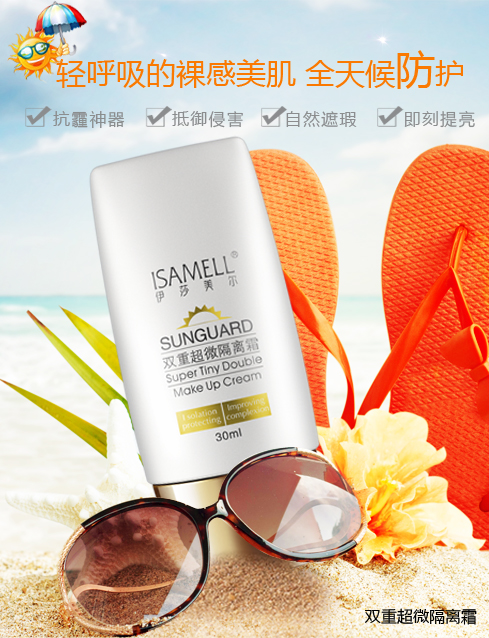 轻呼吸的裸感美肌 全天候防护
抗霾神器 抵御侵害 自然遮瑕 即刻提亮
ISAMELL®
伊莎美尔
SUNGUARD
双重超微隔离霜
Super Tiny Double
Make Up Cream
Isolation protecting Improving complexion
30ml
双重超微隔离霜